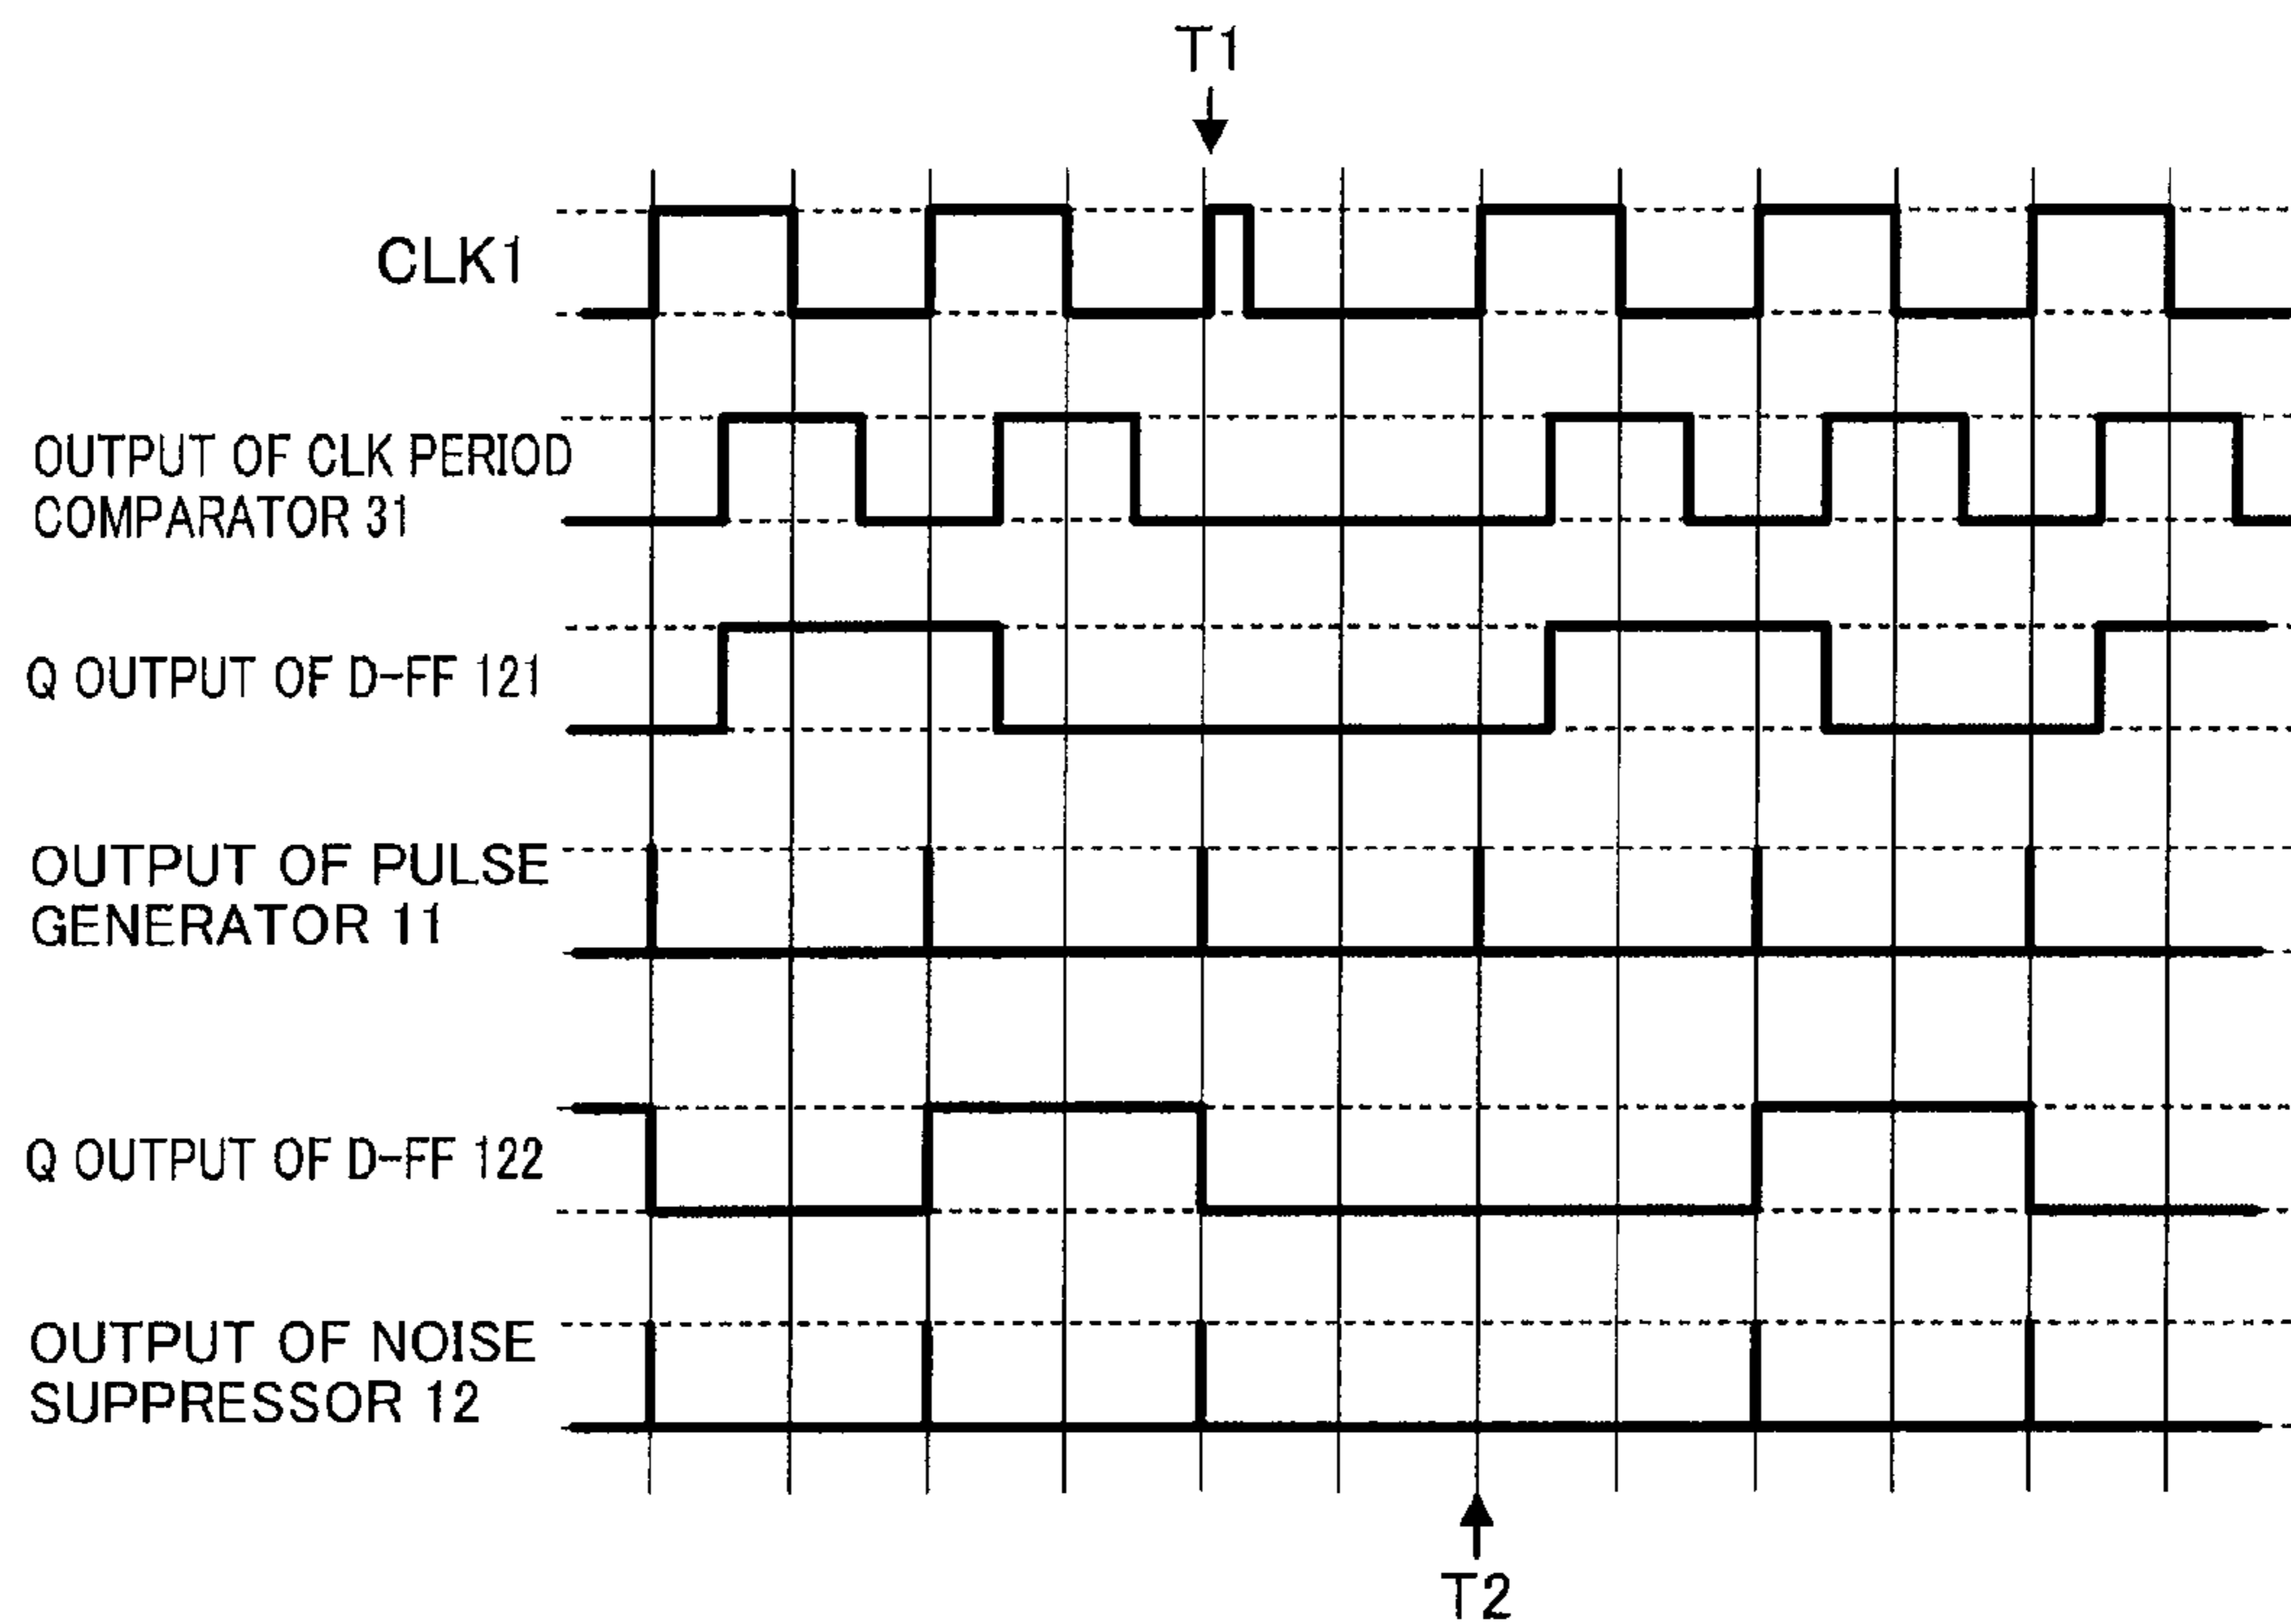 T1
CLK1
OUTPUT OF CLK PERIOD
COMPARATOR 31
Q OUTPUT OF D-FF 121
OUTPUT OF PULSE
GENERATOR 11
Q OUTPUT OF D-FF 122
OUTPUT OF NOISE
SUPPRESSOR 12
T2